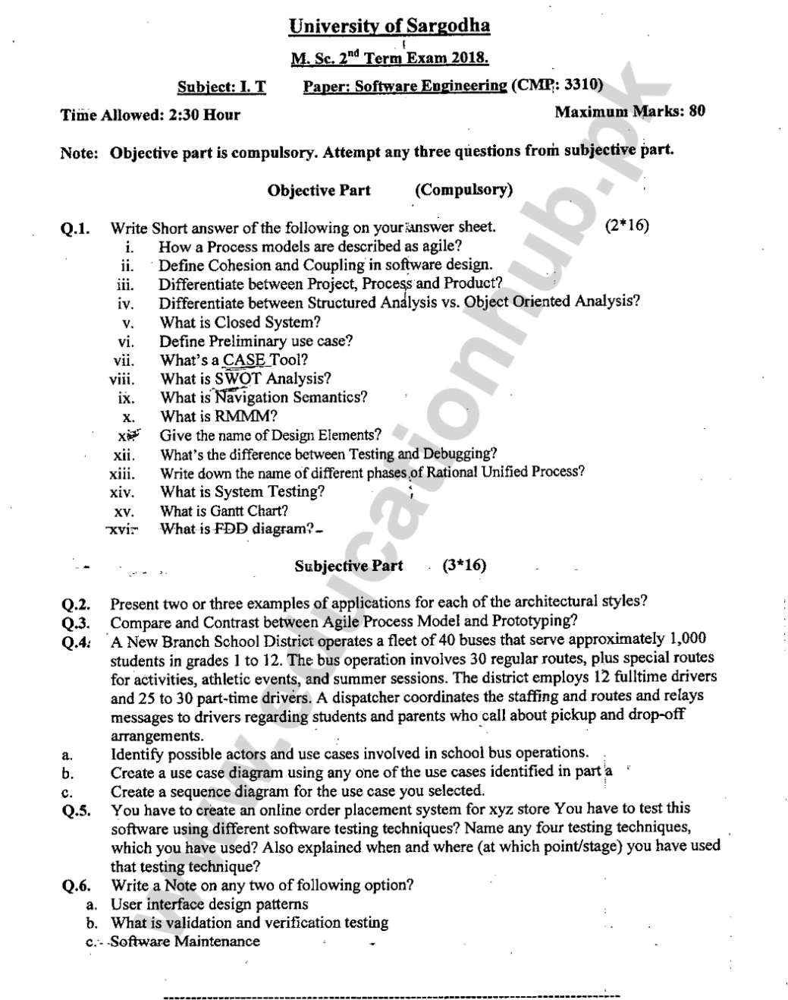 University of Sargodha
M. Sc. 2nd Term Exam 2018.
Subject: I. T Paper: Software Engineering (CMP: 3310)
Time Allowed: 2:30 Hour Maximum Marks: 80
Note: Objective part is compulsory. Attempt any three questions from subjective part.
Objective Part (Compulsory)
Q.1. Write Short answer of the following on your answer sheet. (2*16)
i. How a Process models are described as agile?
ii. Define Cohesion and Coupling in software design.
iii. Differentiate between Project, Process and Product?
iv. Differentiate between Structured Analysis vs. Object Oriented Analysis?
v. What is Closed System?
vi. Define Preliminary use case?
vii. What's a CASE Tool?
viii. What is SWOT Analysis?
ix. What is Navigation Semantics?
x. What is RMMM?
xi. Give the name of Design Elements?
xii. What's the difference between Testing and Debugging?
xiii. Write down the name of different phases of Rational Unified Process?
xiv. What is System Testing?
xv. What is Gantt Chart?
xvi. What is FDD diagram?
Subjective Part (3*16)
Q.2. Present two or three examples of applications for each of the architectural styles?
Q.3. Compare and Contrast between Agile Process Model and Prototyping?
Q.4: A New Branch School District operates a fleet of 40 buses that serve approximately 1,000
students in grades 1 to 12. The bus operation involves 30 regular routes, plus special routes
for activities, athletic events, and summer sessions. The district employs 12 fulltime drivers
and 25 to 30 part-time drivers. A dispatcher coordinates the staffing and routes and relays
messages to drivers regarding students and parents who call about pickup and drop-off
arrangements.
a. Identify possible actors and use cases involved in school bus operations.
b. Create a use case diagram using any one of the use cases identified in part a
c. Create a sequence diagram for the use case you selected.
Q.5. You have to create an online order placement system for xyz store You have to test this
software using different software testing techniques? Name any four testing techniques,
which you have used? Also explained when and where (at which point/stage) you have used
that testing technique?
Q.6. Write a Note on any two of following option?
a. User interface design patterns
b. What is validation and verification testing
c. Software Maintenance
www.educationhub.pk